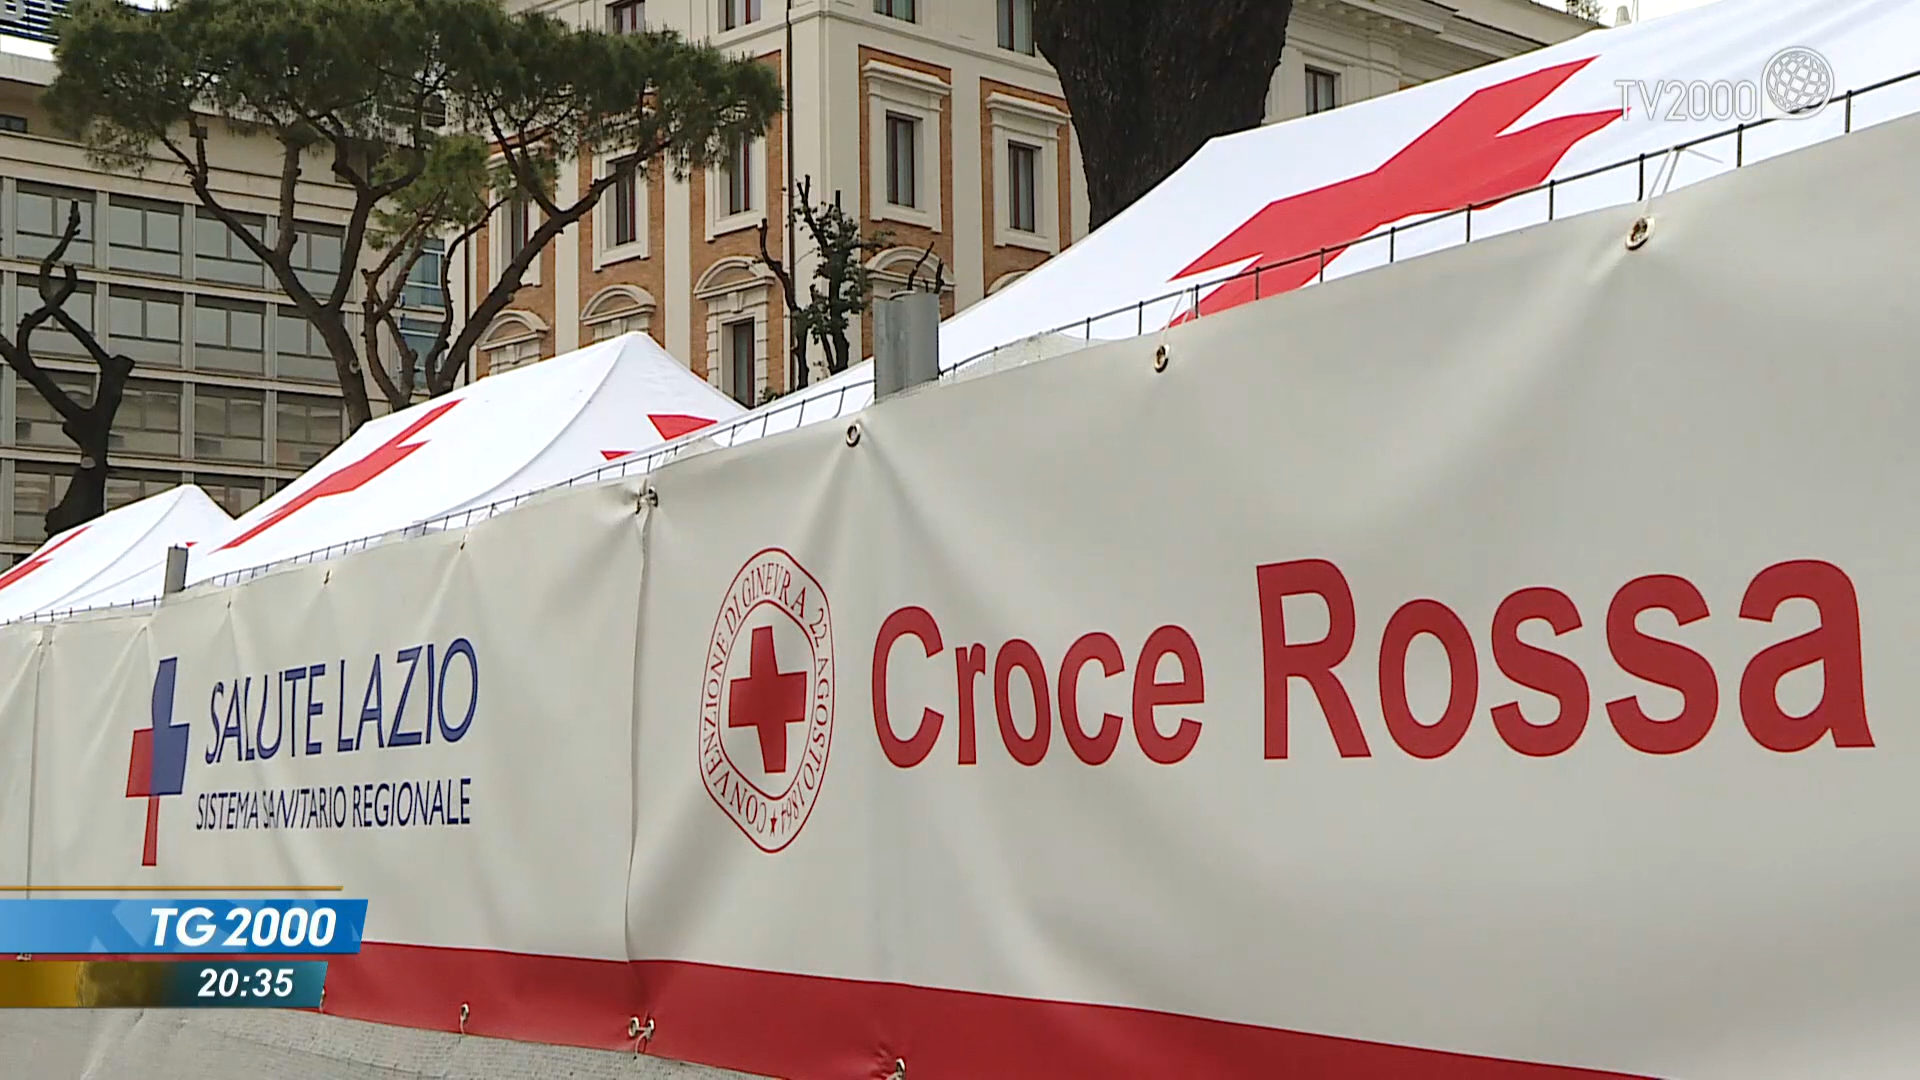 TV2000
SALUTE LAZIO
SISTEMA SANITARIO REGIONALE
CONVENZIONE DI GINEVRA 22 AGOSTO 1864
Croce Rossa
TG 2000
20:35